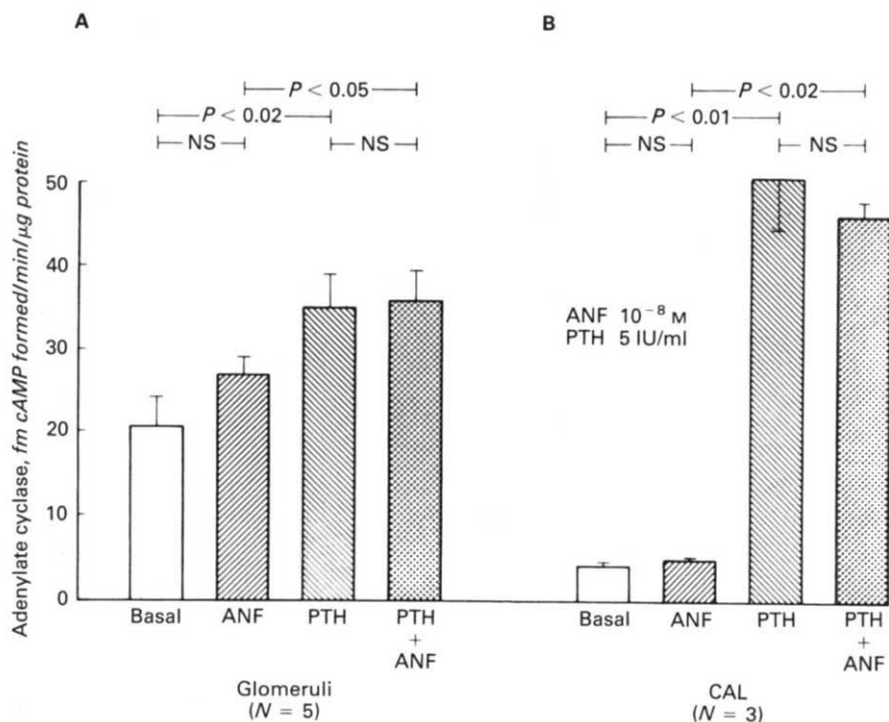 A
B
P < 0.05
P < 0.02
NS
NS
P < 0.02
P < 0.01
NS
NS
Adenylate cyclase, fm cAMP formed/min/µg protein
50
40
30
20
10
0
ANF 10⁻⁸ M
PTH 5 IU/ml
Basal
ANF
PTH
PTH
+
ANF
Basal
ANF
PTH
PTH
+
ANF
Glomeruli
(N = 5)
CAL
(N = 3)